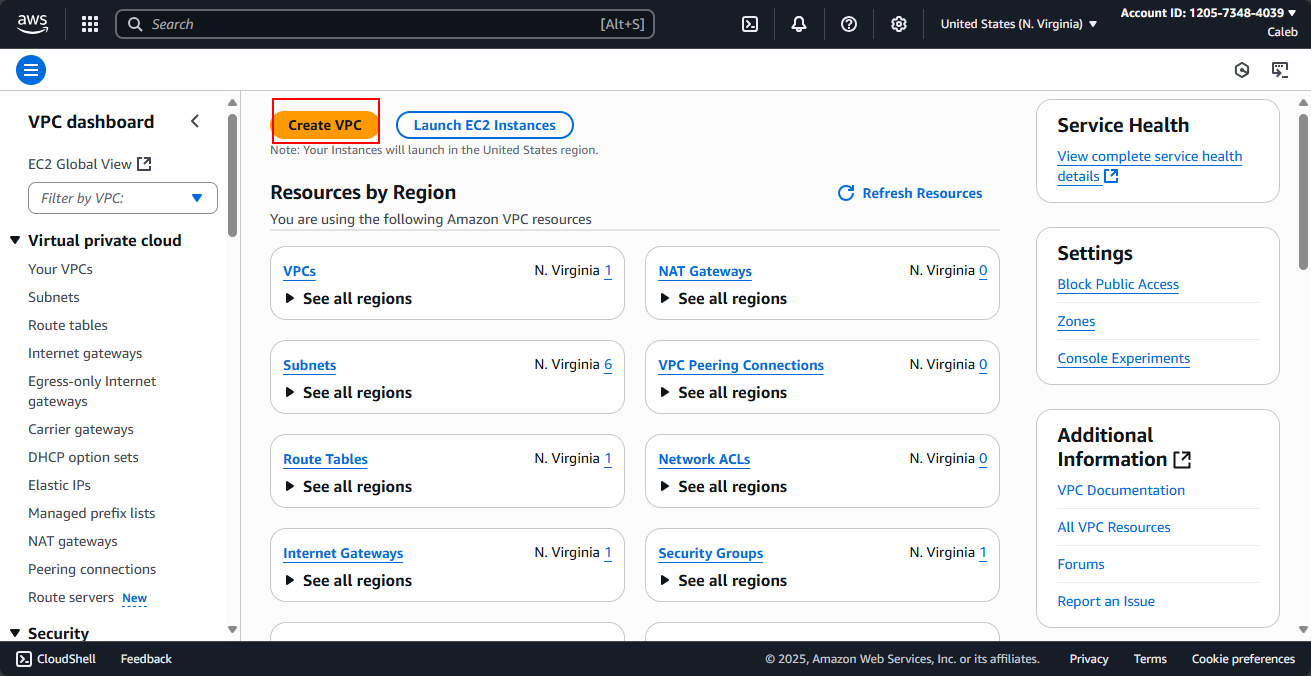 aws
Search [Alt+S]
United States (N. Virginia)
Account ID: 1205-7348-4039
Caleb
VPC dashboard
EC2 Global View
Filter by VPC:
Virtual private cloud
Your VPCs
Subnets
Route tables
Internet gateways
Egress-only Internet
gateways
Carrier gateways
DHCP option sets
Elastic IPs
Managed prefix lists
NAT gateways
Peering connections
Route servers New
Security
Create VPC
Launch EC2 Instances
Note: Your Instances will launch in the United States region.
Resources by Region
Refresh Resources
You are using the following Amazon VPC resources
VPCs N. Virginia 1
See all regions
NAT Gateways N. Virginia 0
See all regions
Subnets N. Virginia 6
See all regions
VPC Peering Connections N. Virginia 0
See all regions
Route Tables N. Virginia 1
See all regions
Network ACLs N. Virginia 0
See all regions
Internet Gateways N. Virginia 1
See all regions
Security Groups N. Virginia 1
See all regions
Service Health
View complete service health
details
Settings
Block Public Access
Zones
Console Experiments
Additional
Information
VPC Documentation
All VPC Resources
Forums
Report an Issue
CloudShell
Feedback
© 2025, Amazon Web Services, Inc. or its affiliates.
Privacy
Terms
Cookie preferences